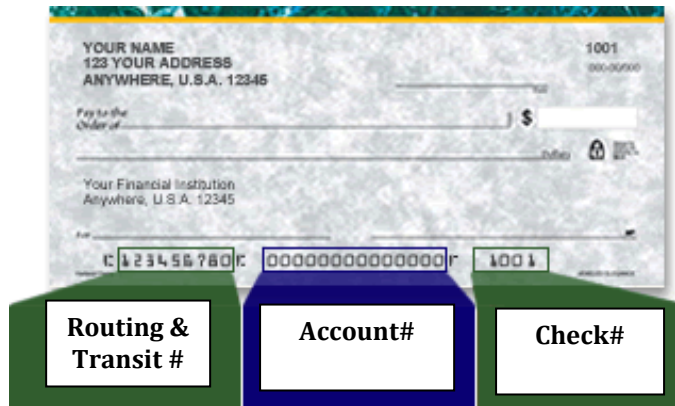 YOUR NAME
1001
123 YOUR ADDRESS
000-00/000
ANYWHERE, U.S.A. 12345
Pay to the
Order of
$
Dollars
Your Financial Institution
Anywhere, U.S.A. 12345
For
123456780
00000000000000
1001
Routing &
Transit #
Account#
Check#